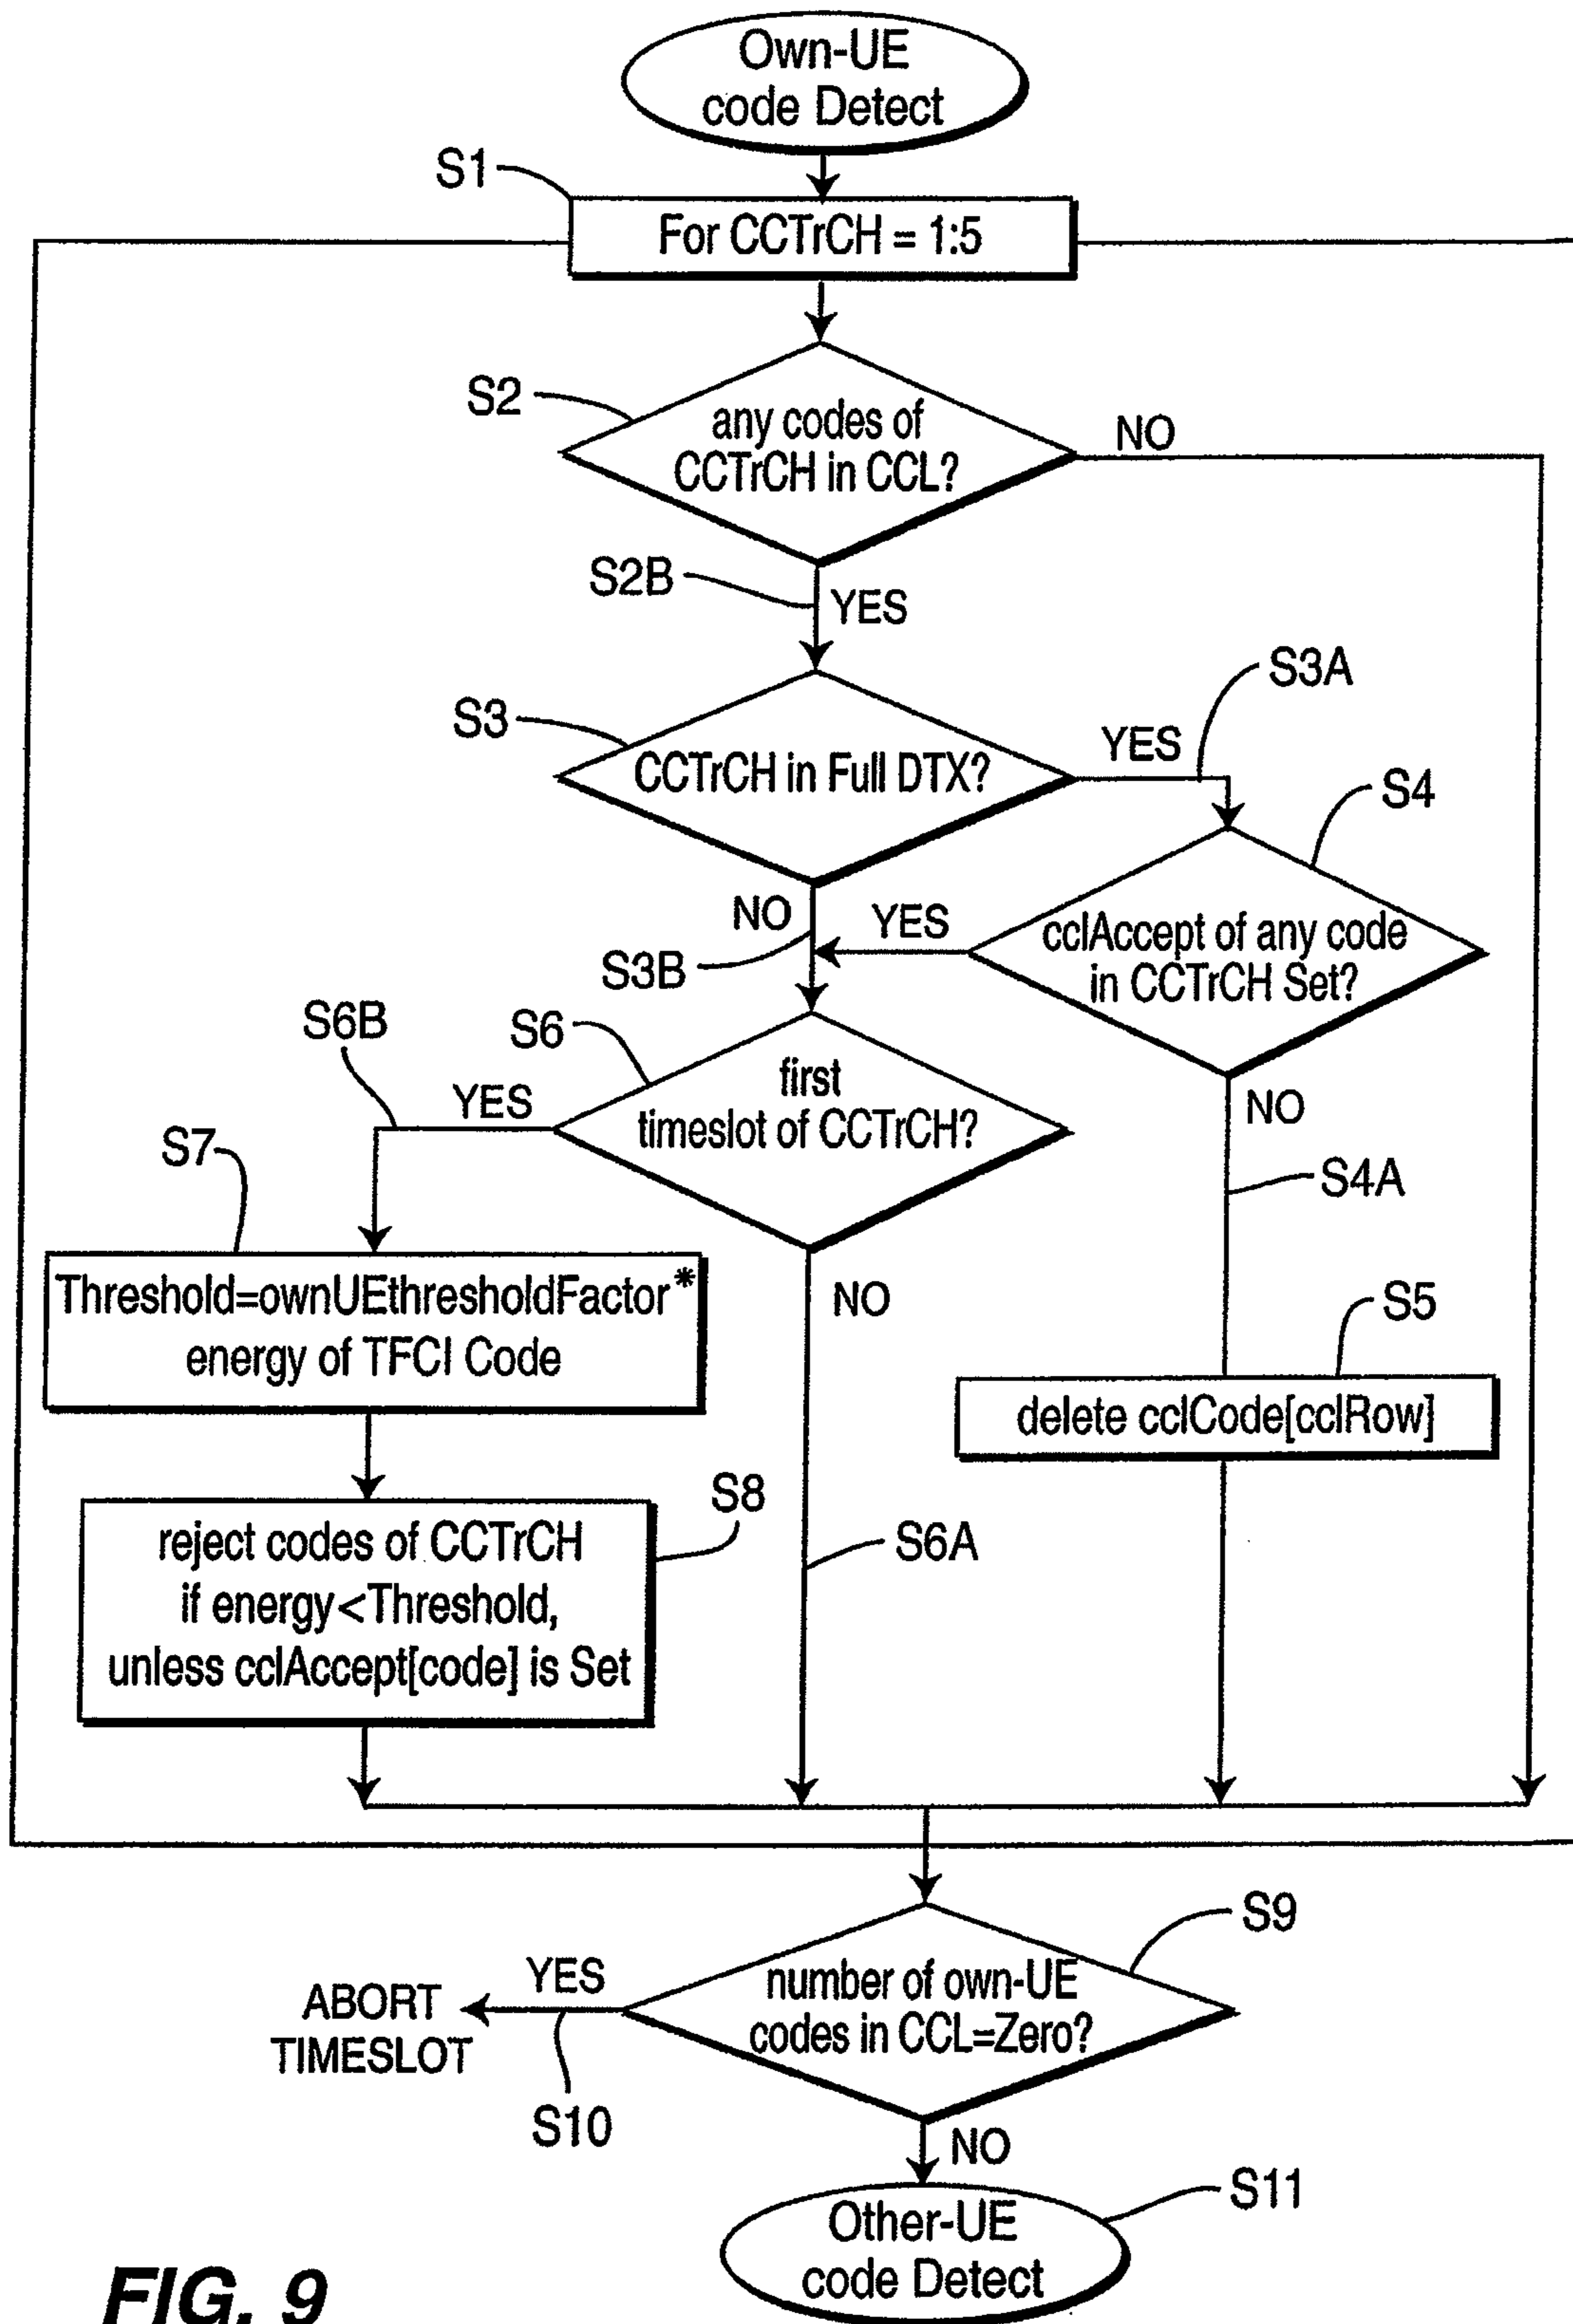 Own-UE
code Detect
S1
For CCTrCH = 1:5
S2
any codes of
CCTrCH in CCL?
NO
S2B
YES
S3A
S3
CCTrCH in Full DTX?
YES
S4
NO
S3B
YES
cclAccept of any code
in CCTrCH Set?
S6B
S6
YES
first
timeslot of CCTrCH?
NO
S4A
S7
Threshold=ownUEthresholdFactor*
energy of TFCI Code
NO
S5
delete cclCode[cclRow]
S8
reject codes of CCTrCH
if energy<Threshold,
unless cclAccept[code] is Set
S6A
S9
number of own-UE
codes in CCL=Zero?
YES
ABORT
TIMESLOT
S10
NO
S11
Other-UE
code Detect
FIG. 9